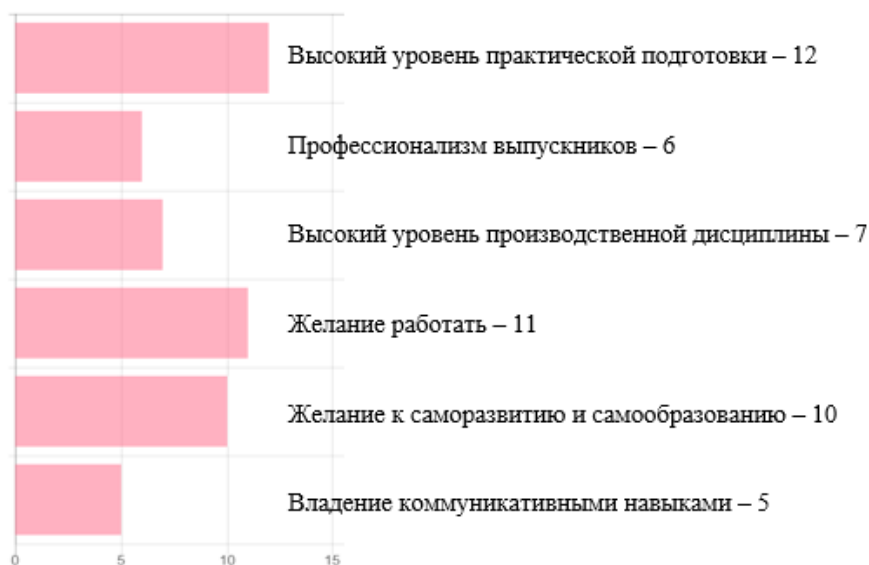 Высокий уровень практической подготовки – 12
Профессионализм выпускников – 6
Высокий уровень производственной дисциплины – 7
Желание работать – 11
Желание к саморазвитию и самообразованию – 10
Владение коммуникативными навыками – 5
0 5 10 15